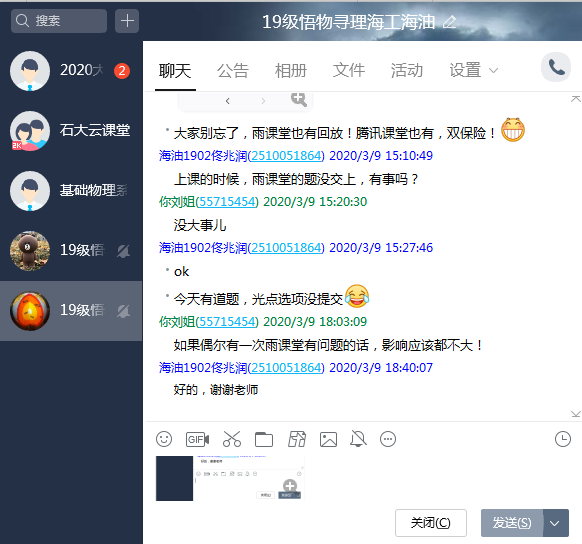 搜索
19级悟物寻理海工海油
2020大
2
石大云课堂
2K
基础物理系
19级悟
19级悟
聊天 公告 相册 文件 活动 设置
大家别忘了，雨课堂也有回放！腾讯课堂也有，双保险！
海油1902佟兆润(2510051864) 2020/3/9 15:10:49
上课的时候，雨课堂的题没交上，有事吗？
你刘姐(55715454) 2020/3/9 15:20:30
没大事儿
海油1902佟兆润(2510051864) 2020/3/9 15:27:46
ok
今天有道题，光点选项没提交
你刘姐(55715454) 2020/3/9 18:03:09
如果偶尔有一次雨课堂有问题的话，影响应该都不大！
海油1902佟兆润(2510051864) 2020/3/9 18:40:07
好的，谢谢老师
GIF
关闭(C) 发送(S)